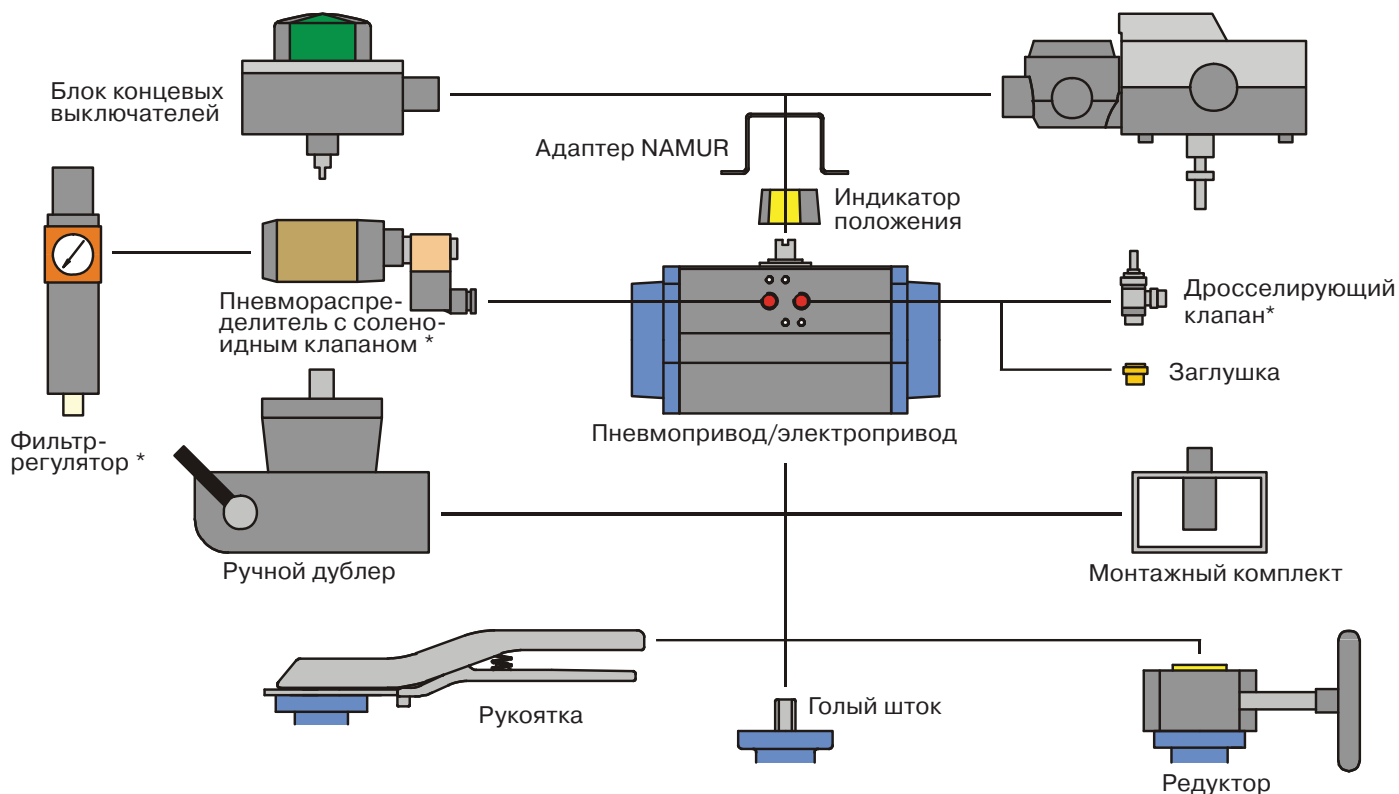 Блок концевых
выключателей
Адаптер NAMUR
Индикатор
положения
Пневмораспре-
делитель с солено-
идным клапаном *
Дросселирующий
клапан*
Заглушка
Фильтр-
регулятор *
Пневмопривод/электропривод
Ручной дублер
Монтажный комплект
Рукоятка
Голый шток
Редуктор